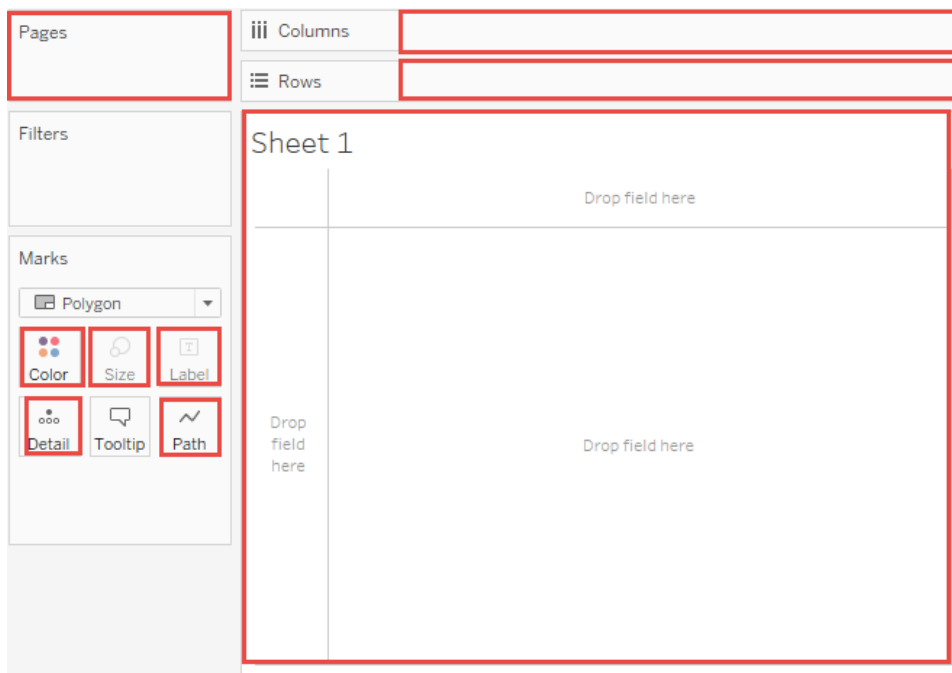 Pages
Columns
Rows
Filters
Sheet 1
Drop field here
Marks
Polygon
Color Size Label
T
Detail Tooltip Path
Drop
field
here
Drop field here